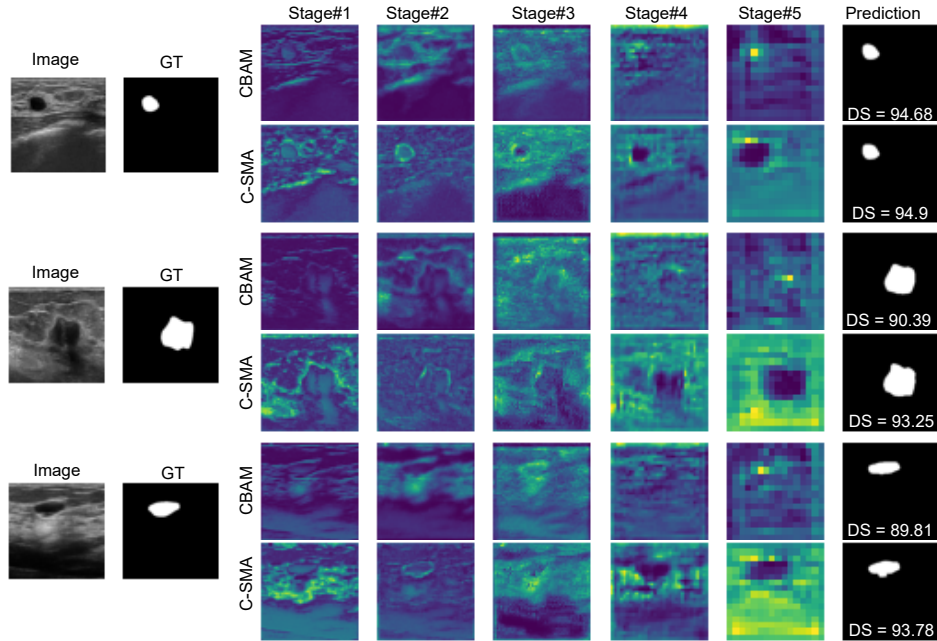 Stage#1 Stage#2 Stage#3 Stage#4 Stage#5 Prediction
Image GT
CBAM
DS = 94.68
C-SMA
DS = 94.9
Image GT
CBAM
DS = 90.39
C-SMA
DS = 93.25
Image GT
CBAM
DS = 89.81
C-SMA
DS = 93.78